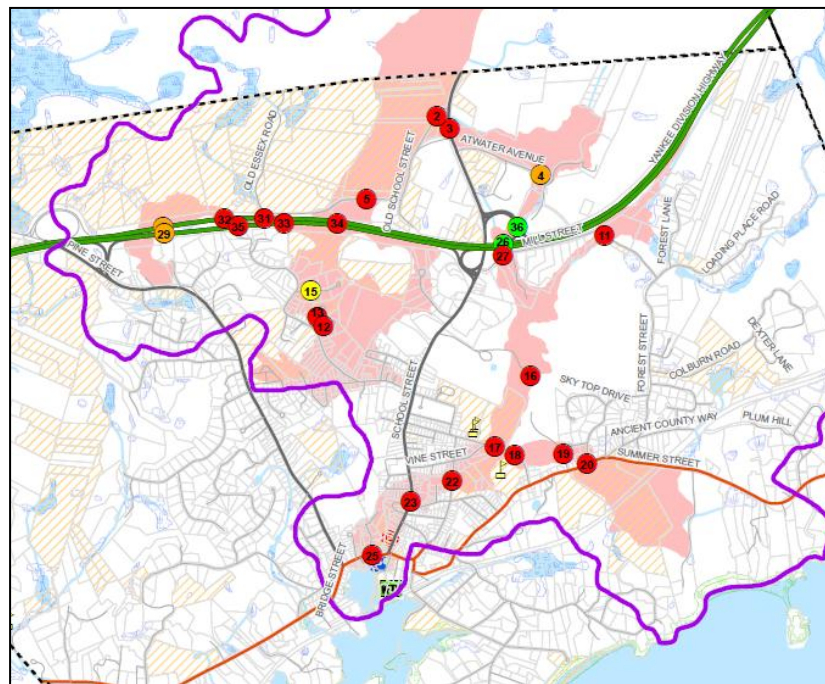 YANKEE DIVISION HIGHWAY
2
3
ATWATER AVENUE
OLD ESSEX ROAD
OLD SCHOOL STREET
4
5
32
31
33
34
35
29
36
26
27
MILL STREET
11
FOREST LANE
LOADING PLACE ROAD
PINE STREET
15
12
16
SKY TOP DRIVE
FOREST STREET
COLBURN ROAD
DEXTER LANE
SCHOOL STREET
ANCIENT COUNTY WAY
PLUM HILL
17
18
19
20
SUMMER STREET
VINE STREET
22
23
25
BRIDGE STREET